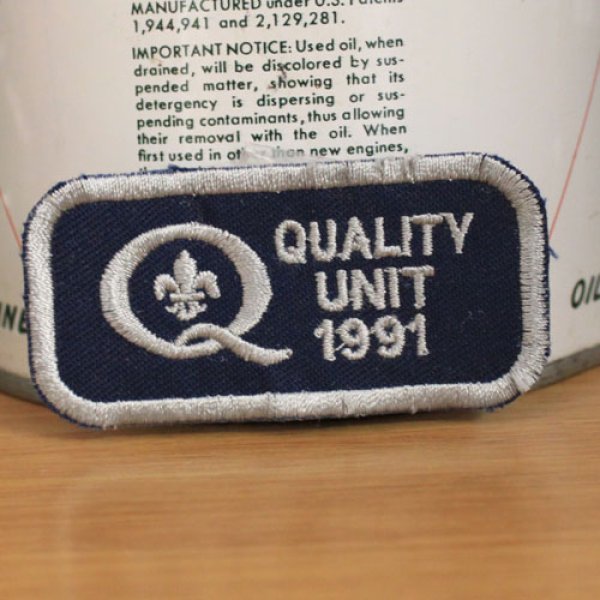 MANUFACTURED under U.S. Patents
1,944,941 and 2,129,281.
IMPORTANT NOTICE: Used oil, when
drained, will be discolored by sus-
pended matter, showing that its
detergency is dispersing or sus-
pending contaminants, thus allowing
their removal with the oil. When
first used in than new engines,
Q
QUALITY
UNIT
1991
OIL